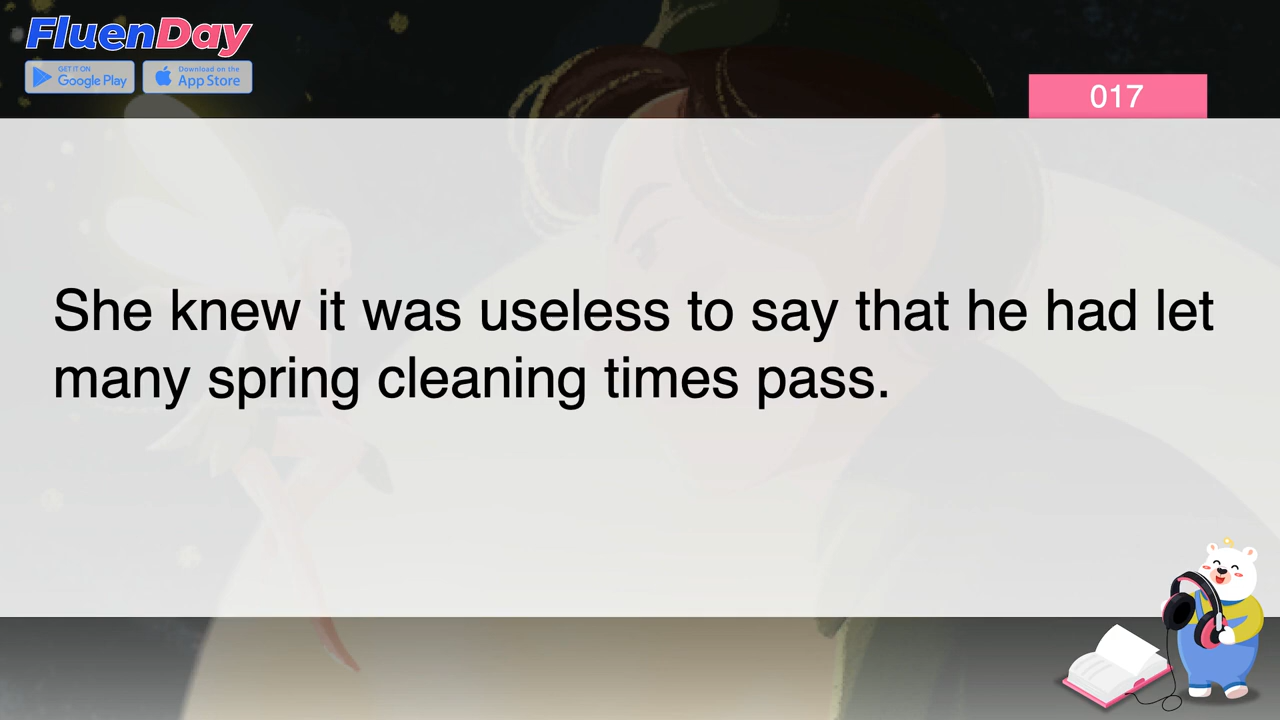 FluenDay
GET IT ON
Google Play
Download on the
App Store
017
She knew it was useless to say that he had let
many spring cleaning times pass.